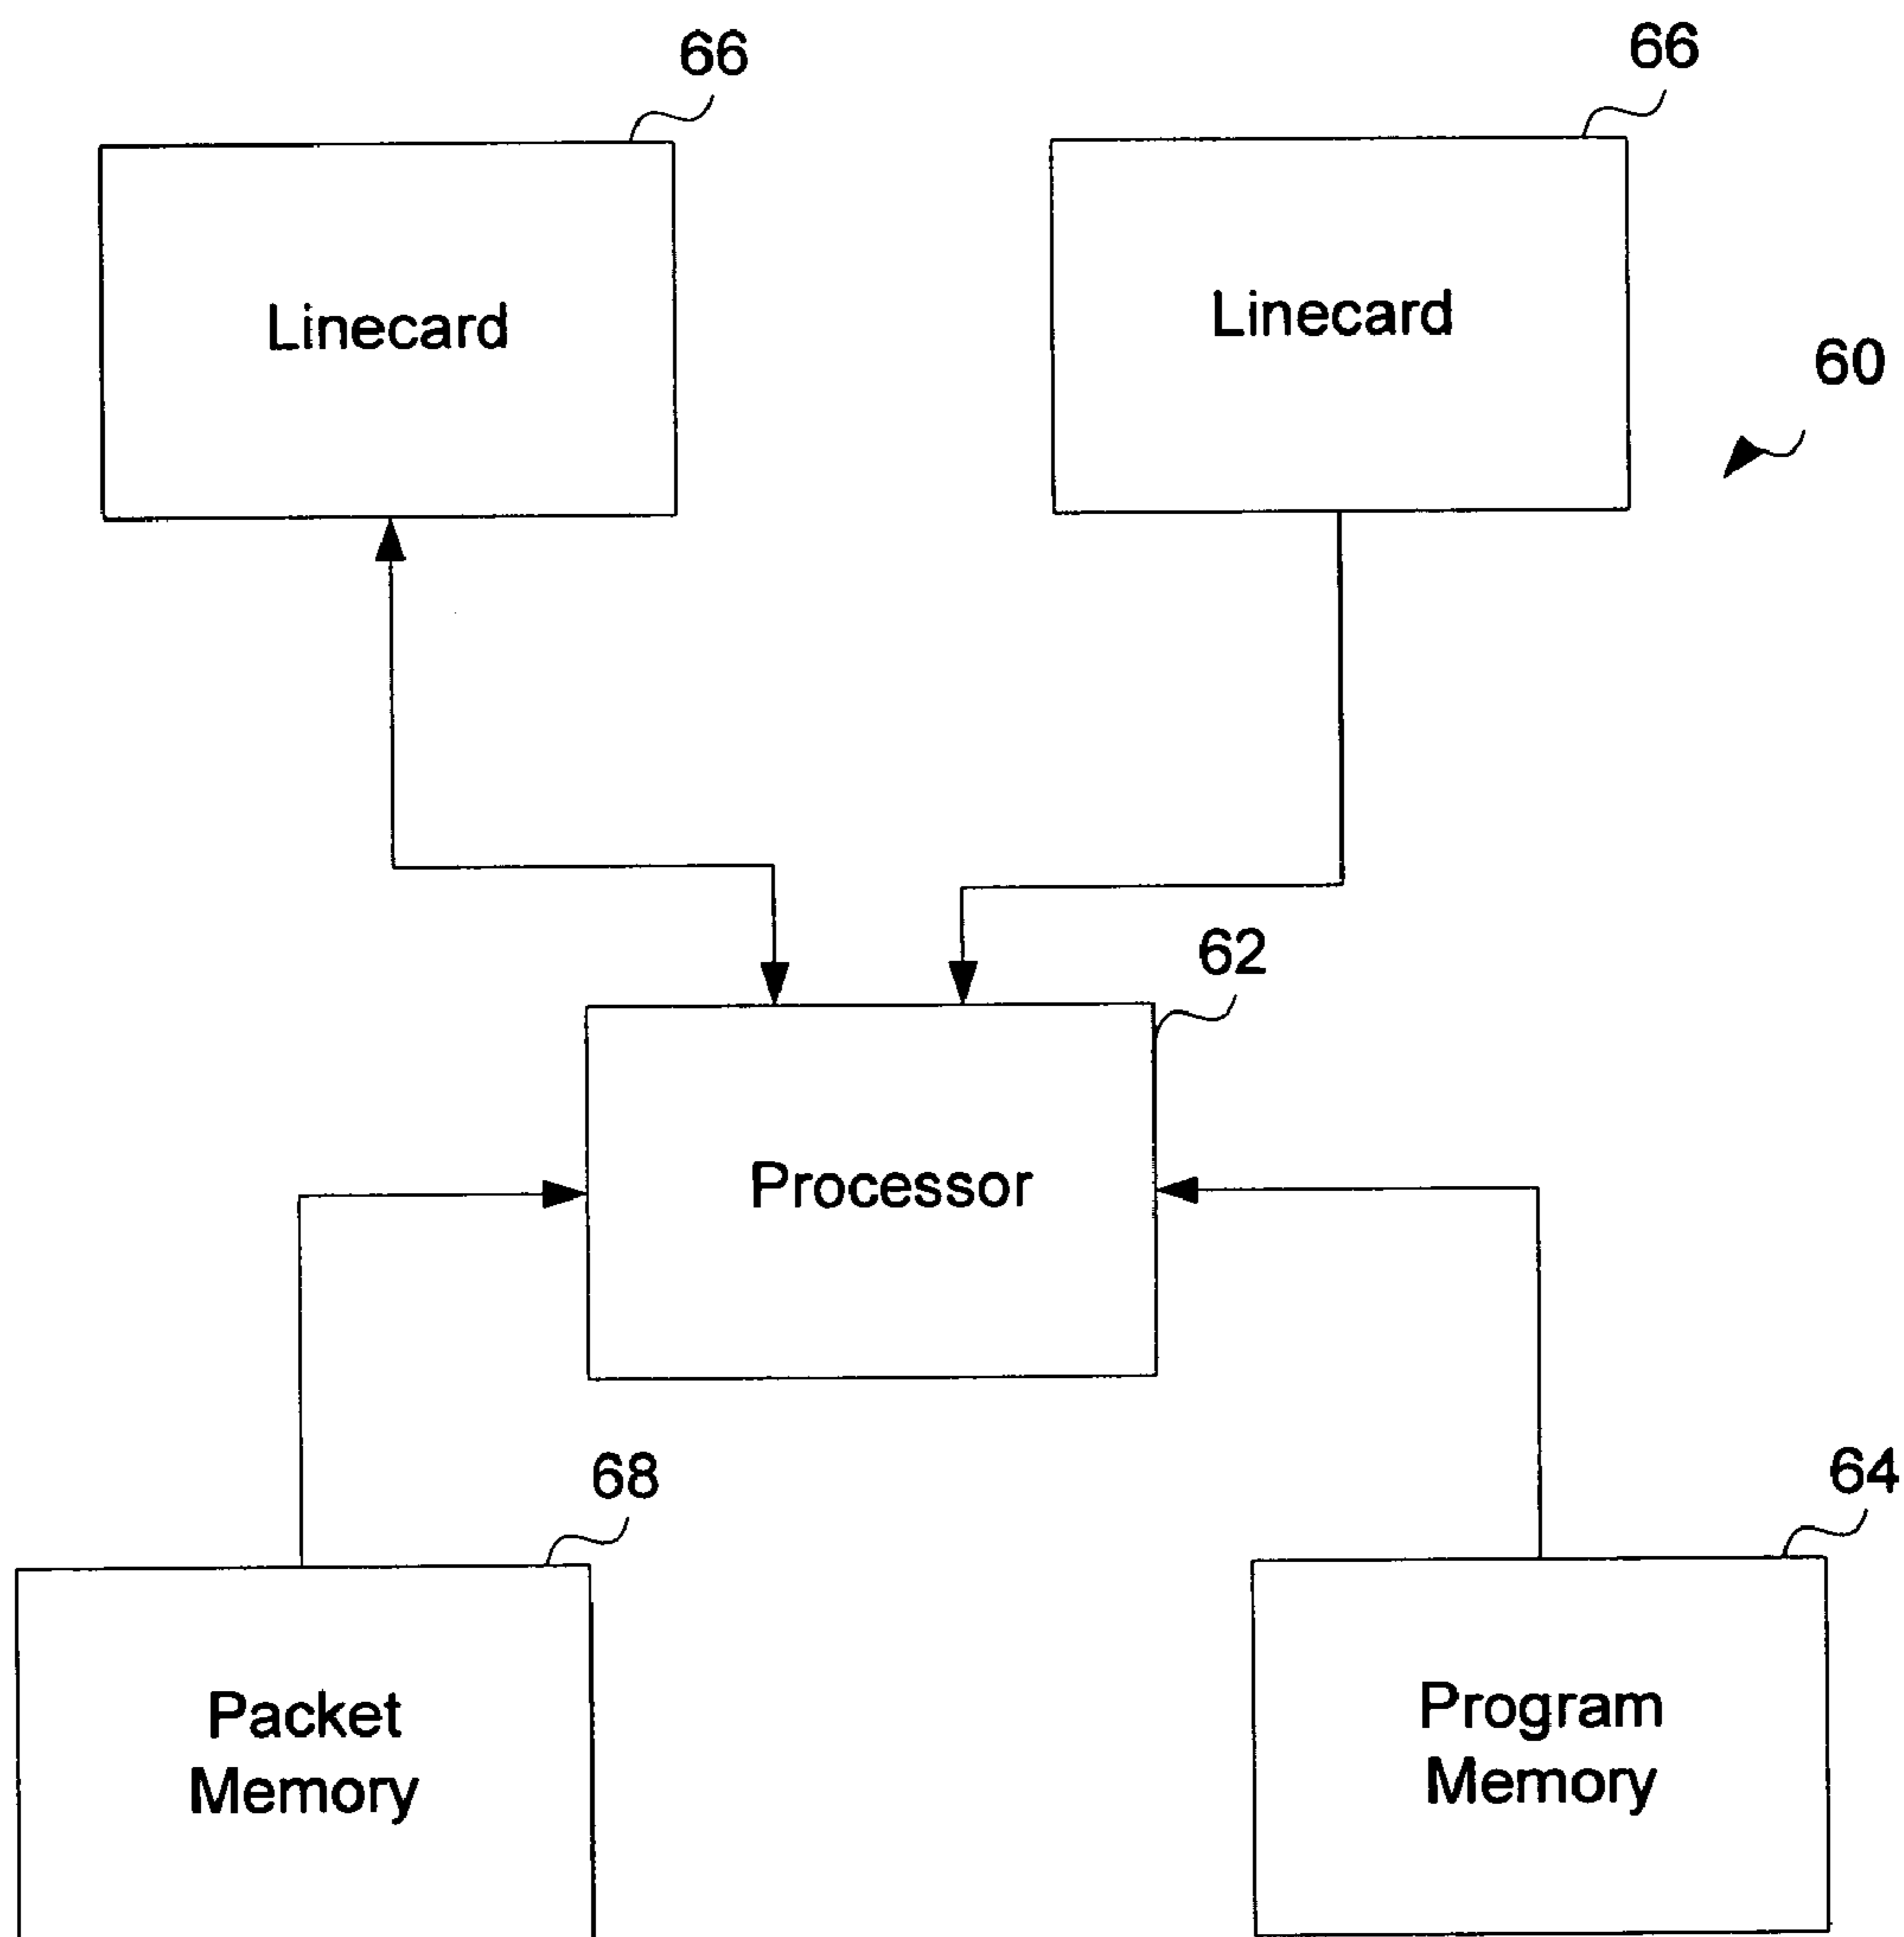 66
66
Linecard
Linecard
60
62
Processor
68
64
Packet
Memory
Program
Memory